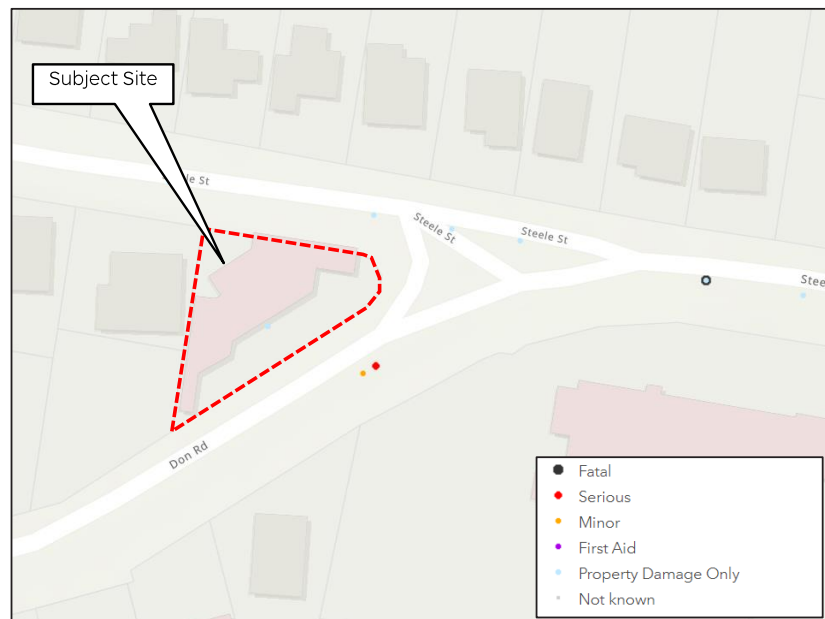 Subject Site
le St
Steele St
Steele St
Stee
Don Rd
Fatal
Serious
Minor
First Aid
Property Damage Only
Not known